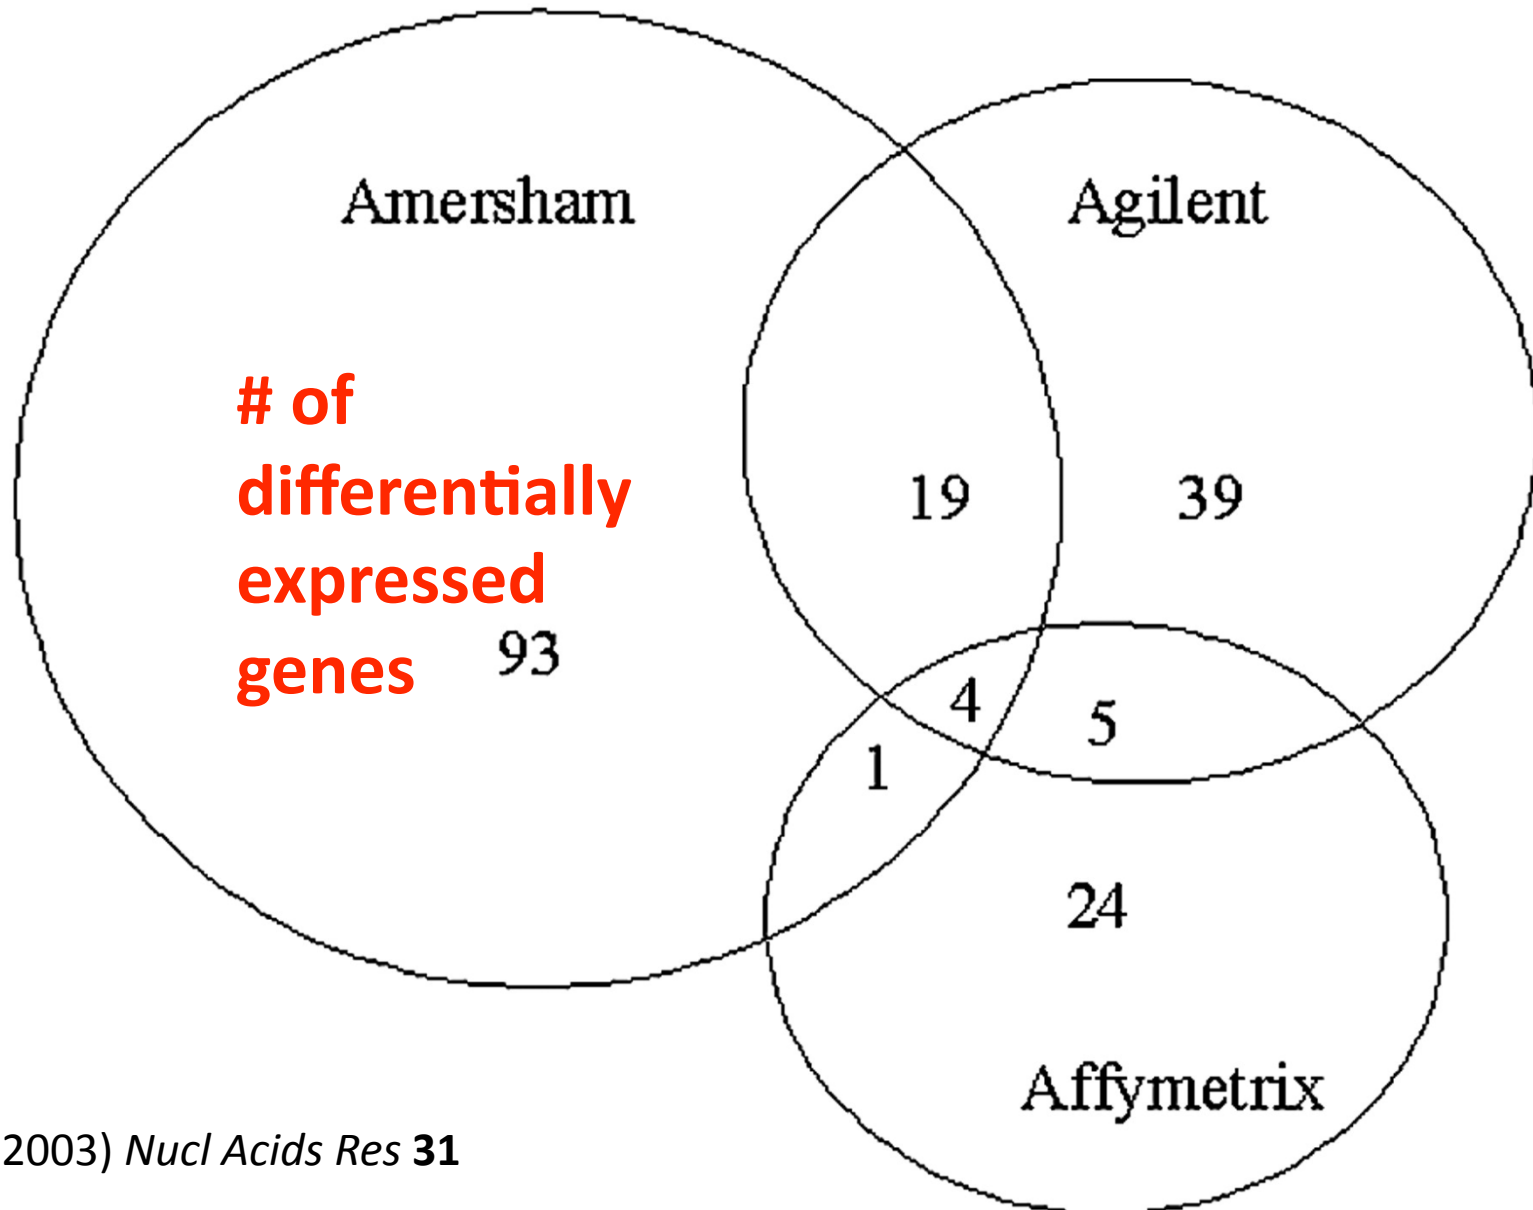 Amersham
Agilent
# of
differentially
expressed
genes
93
19
39
4
5
1
24
Affymetrix
2003) Nucl Acids Res 31